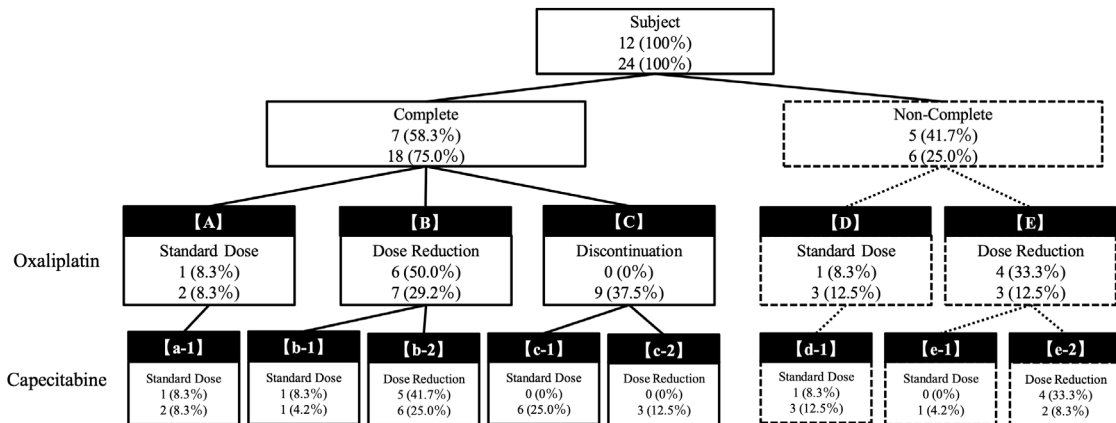 Subject
12 (100%)
24 (100%)
Complete
7 (58.3%)
18 (75.0%)
Non-Complete
5 (41.7%)
6 (25.0%)
Oxaliplatin
【A】
Standard Dose
1 (8.3%)
2 (8.3%)
【B】
Dose Reduction
6 (50.0%)
7 (29.2%)
【C】
Discontinuation
0 (0%)
9 (37.5%)
【D】
Standard Dose
1 (8.3%)
3 (12.5%)
【E】
Dose Reduction
4 (33.3%)
3 (12.5%)
Capecitabine
【a-1】
Standard Dose
1 (8.3%)
2 (8.3%)
【b-1】
Standard Dose
1 (8.3%)
1 (4.2%)
【b-2】
Dose Reduction
5 (41.7%)
6 (25.0%)
【c-1】
Standard Dose
0 (0%)
6 (25.0%)
【c-2】
Dose Reduction
0 (0%)
3 (12.5%)
【d-1】
Standard Dose
1 (8.3%)
3 (12.5%)
【e-1】
Standard Dose
0 (0%)
1 (4.2%)
【e-2】
Dose Reduction
4 (33.3%)
2 (8.3%)